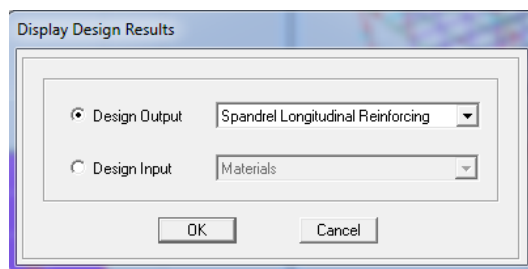 Display Design Results
Design Output Spandrel Longitudinal Reinforcing
Design Input Materials
OK Cancel